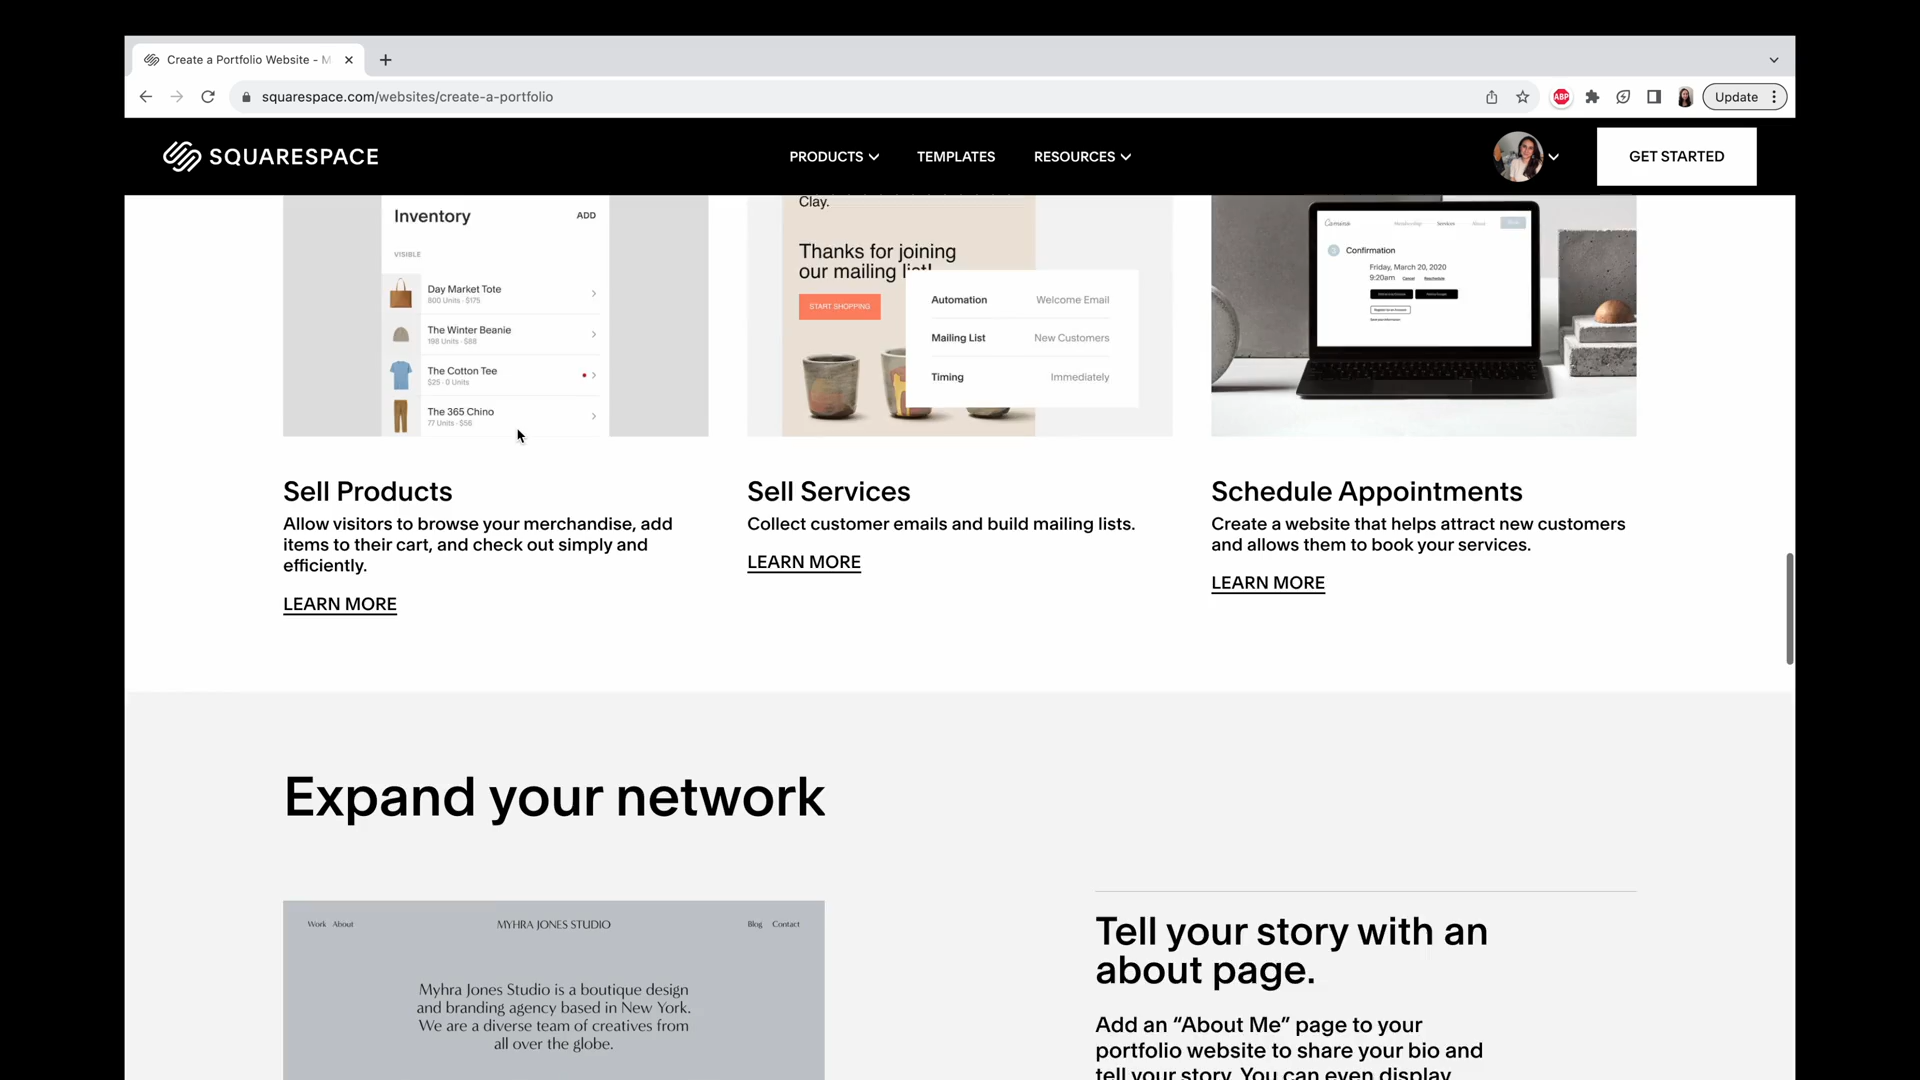 Create a Portfolio Website - M
squarespace.com/websites/create-a-portfolio
ABP
Update
SQUARESPACE
PRODUCTS
TEMPLATES
RESOURCES
GET STARTED
Inventory
ADD
VISIBLE
Day Market Tote
800 Units · $175
The Winter Beanie
198 Units · $88
The Cotton Tee
$25 · 0 Units
The 365 Chino
77 Units · $56
Clay.
Thanks for joining
our mailing list!
START SHOPPING
Automation
Welcome Email
Mailing List
New Customers
Timing
Immediately
Services
About
Confirmation
Friday, March 20, 2020
9:20am
Cancel
Reschedule
Sell Products
Allow visitors to browse your merchandise, add
items to their cart, and check out simply and
efficiently.
LEARN MORE
Sell Services
Collect customer emails and build mailing lists.
LEARN MORE
Schedule Appointments
Create a website that helps attract new customers
and allows them to book your services.
LEARN MORE
Expand your network
Work About
MYHRA JONES STUDIO
Blog Contact
Myhra Jones Studio is a boutique design
and branding agency based in New York.
We are a diverse team of creatives from
all over the globe.
Tell your story with an
about page.
Add an “About Me” page to your
portfolio website to share your bio and
tell your story. You can even display